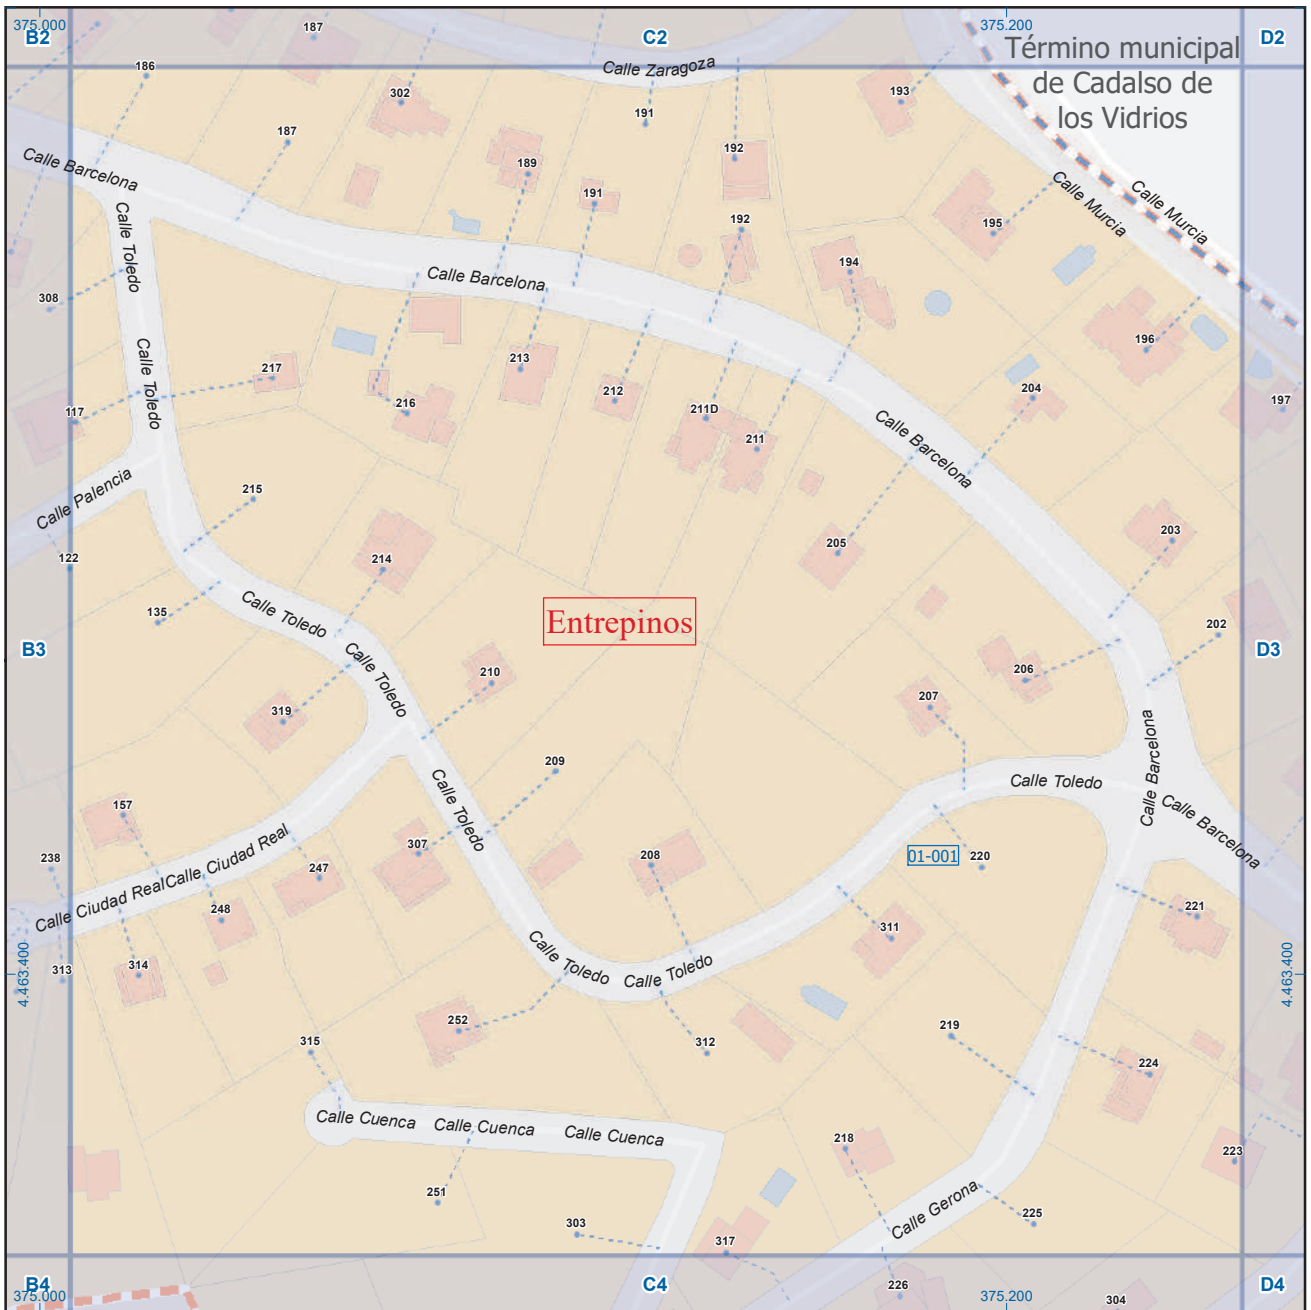 375.000
375.200
B2
187
C2
D2
Término municipal
de Cadalso de
los Vidrios
Calle Zaragoza
186
302
191
193
187
192
189
191
Calle Barcelona
Calle Toledo
192
195
Calle Murcia
Calle Murcia
194
Calle Barcelona
308
196
213
217
212
204
216
211D
211
197
117
Calle Toledo
Calle Barcelona
Calle Palencia
215
205
203
122
214
135
Calle Toledo
Entrepinos
202
B3
D3
Calle Toledo
210
206
207
319
209
Calle Toledo
Calle Toledo
Calle Barcelona
Calle Barcelona
157
307
208
01-001
220
238
247
Calle Ciudad Real
Calle Ciudad Real
248
221
311
Calle Toledo
Calle Toledo
4.463.400
4.463.400
313
314
252
219
315
312
224
Calle Cuenca
Calle Cuenca
Calle Cuenca
218
223
251
Calle Gerona
225
303
317
B4
C4
D4
226
375.000
375.200
304